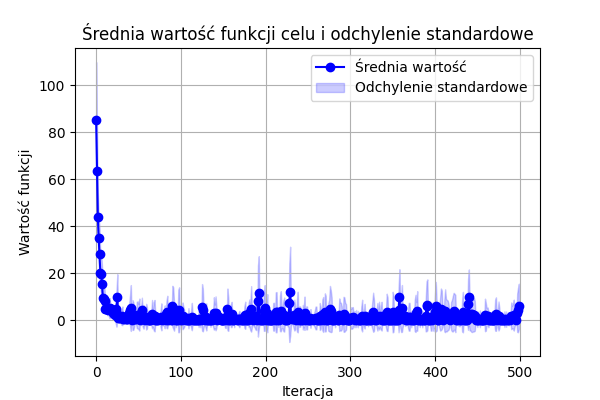 Średnia wartość funkcji celu i odchylenie standardowe
Średnia wartość
Odchylenie standardowe
Wartość funkcji
100
80
60
40
20
0
0 100 200 300 400 500
Iteracja